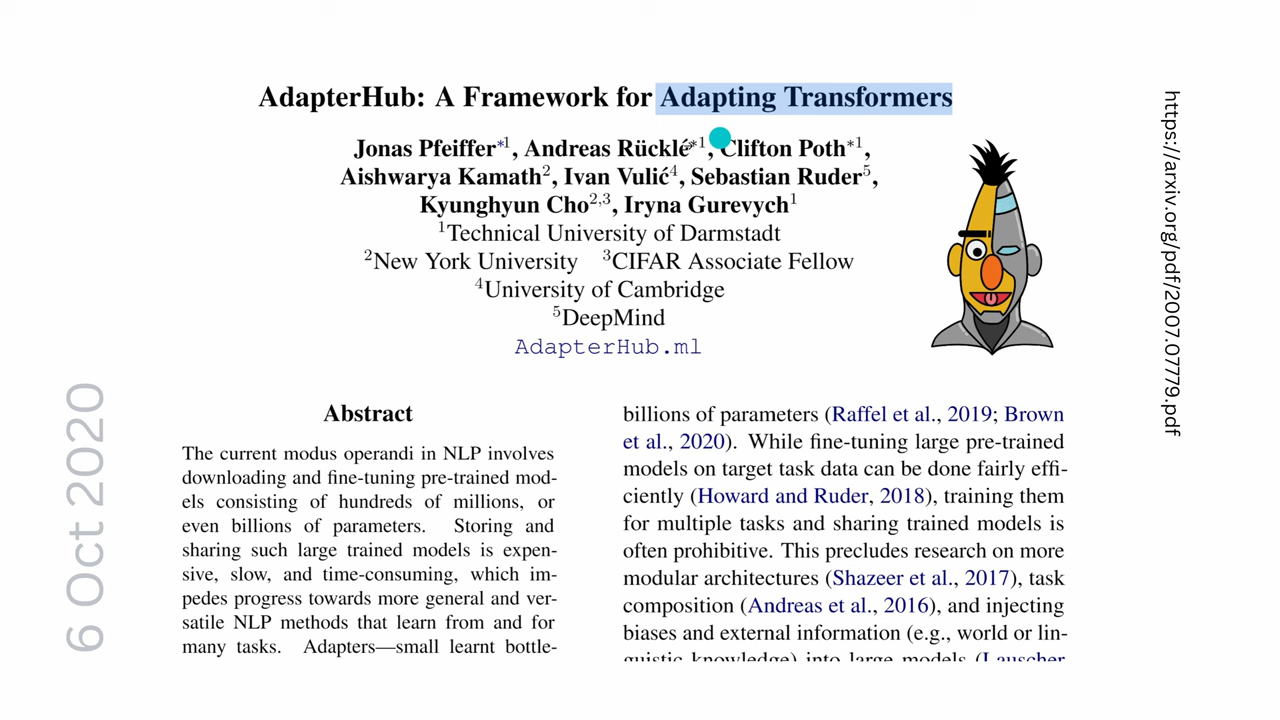 AdapterHub: A Framework for Adapting Transformers
Jonas Pfeiffer*1, Andreas Rücklé*1, Clifton Poth*1,
Aishwarya Kamath2, Ivan Vulić4, Sebastian Ruder5,
Kyunghyun Cho2,3, Iryna Gurevych1
1Technical University of Darmstadt
2New York University 3CIFAR Associate Fellow
4University of Cambridge
5DeepMind
AdapterHub.ml
Abstract
The current modus operandi in NLP involves
downloading and fine-tuning pre-trained mod-
els consisting of hundreds of millions, or
even billions of parameters. Storing and
sharing such large trained models is expen-
sive, slow, and time-consuming, which im-
pedes progress towards more general and ver-
satile NLP methods that learn from and for
many tasks. Adapters—small learnt bottle-
billions of parameters (Raffel et al., 2019; Brown
et al., 2020). While fine-tuning large pre-trained
models on target task data can be done fairly effi-
ciently (Howard and Ruder, 2018), training them
for multiple tasks and sharing trained models is
often prohibitive. This precludes research on more
modular architectures (Shazeer et al., 2017), task
composition (Andreas et al., 2016), and injecting
biases and external information (e.g., world or lin-
guistic knowledge) into large models (Lauscher
6 Oct 2020
https://arxiv.org/pdf/2007.07779.pdf